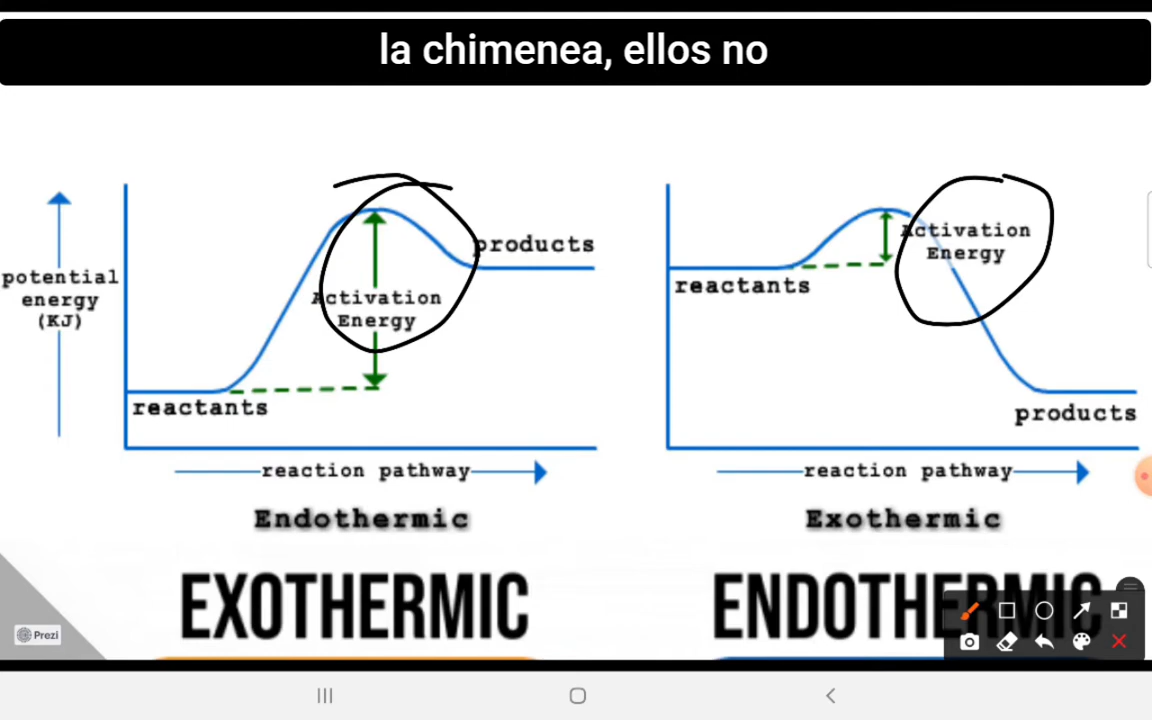 la chimenea, ellos no
potential
energy
(KJ)
Activation
Energy
products
reactants
reaction pathway
Endothermic
Activation
Energy
reactants
products
reaction pathway
Exothermic
EXOTHERMIC
ENDOTHERMIC
Prezi